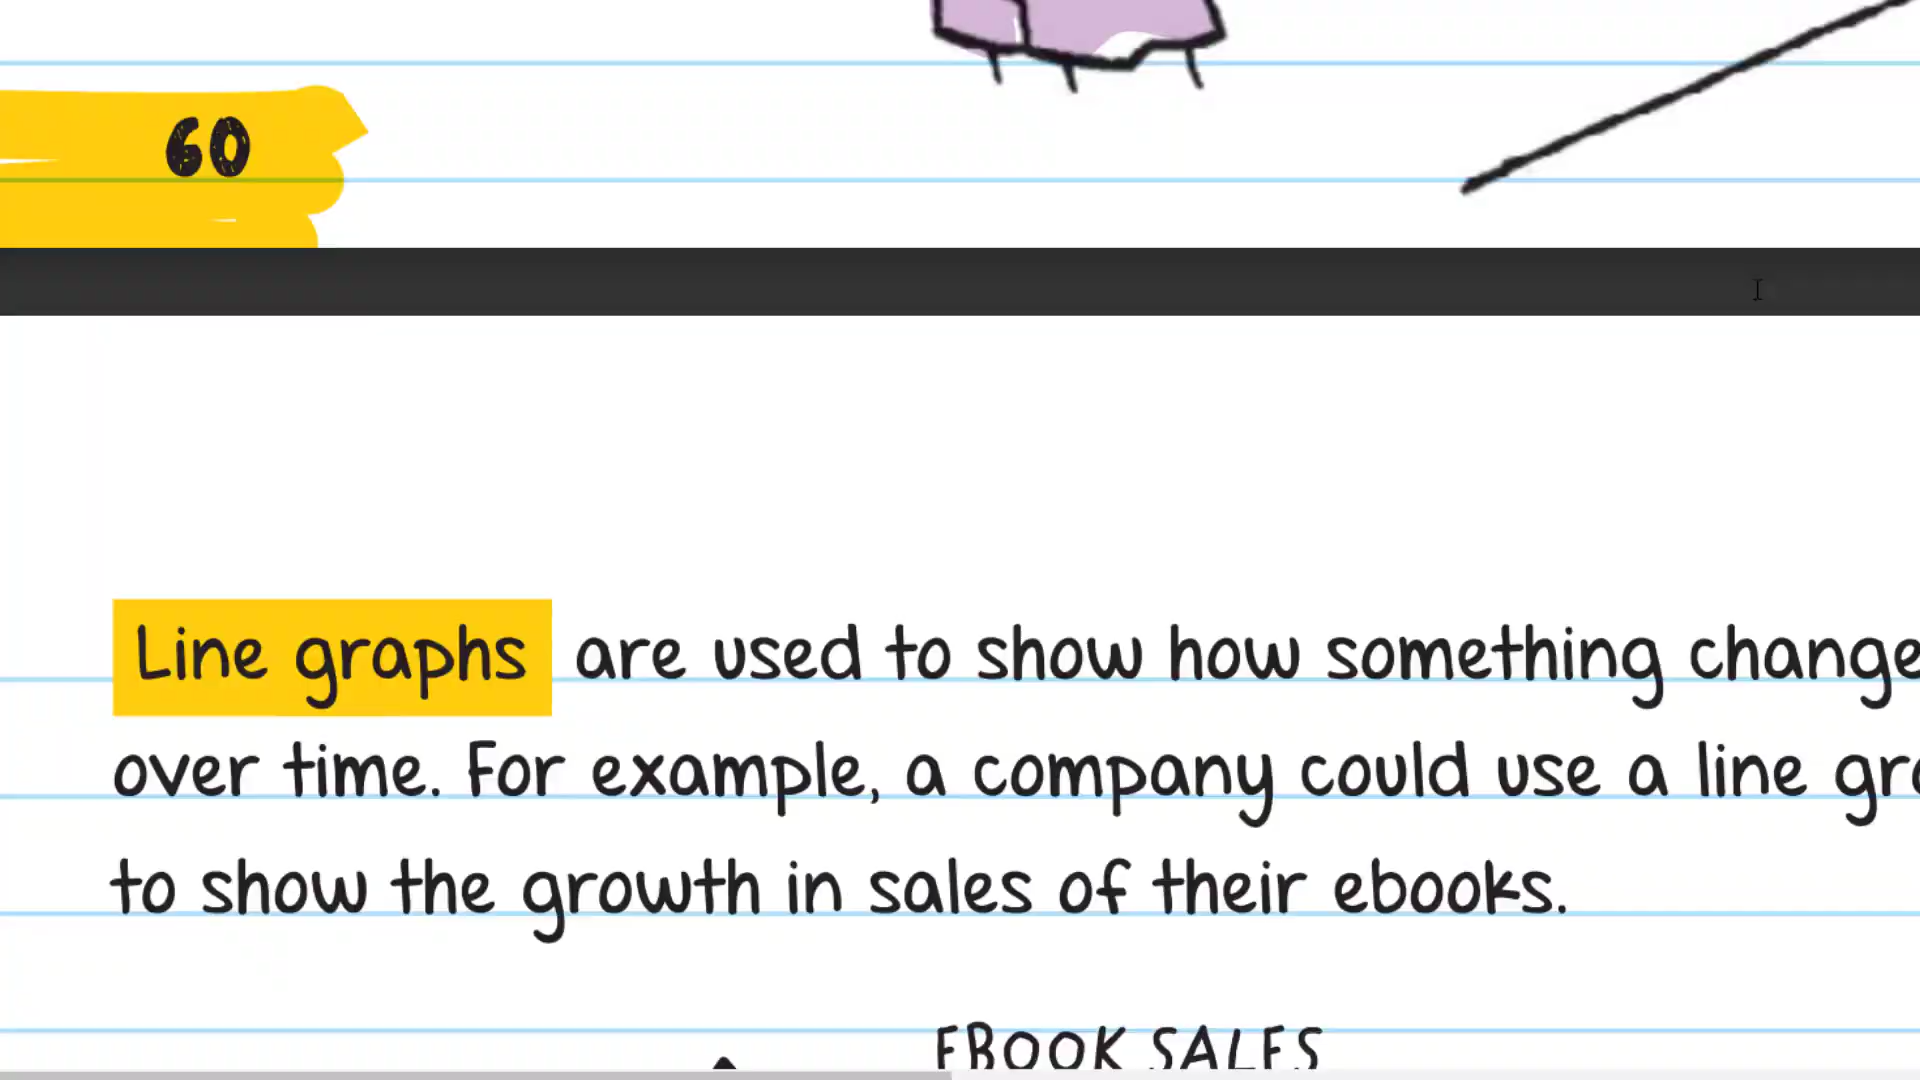 60
Line graphs are used to show how something change
over time. For example, a company could use a line gra
to show the growth in sales of their ebooks.
EBOOK SALES